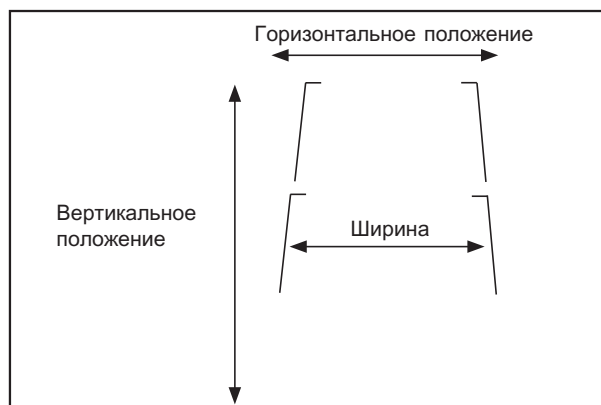 Горизонтальное положение
Вертикальное
положение
Ширина